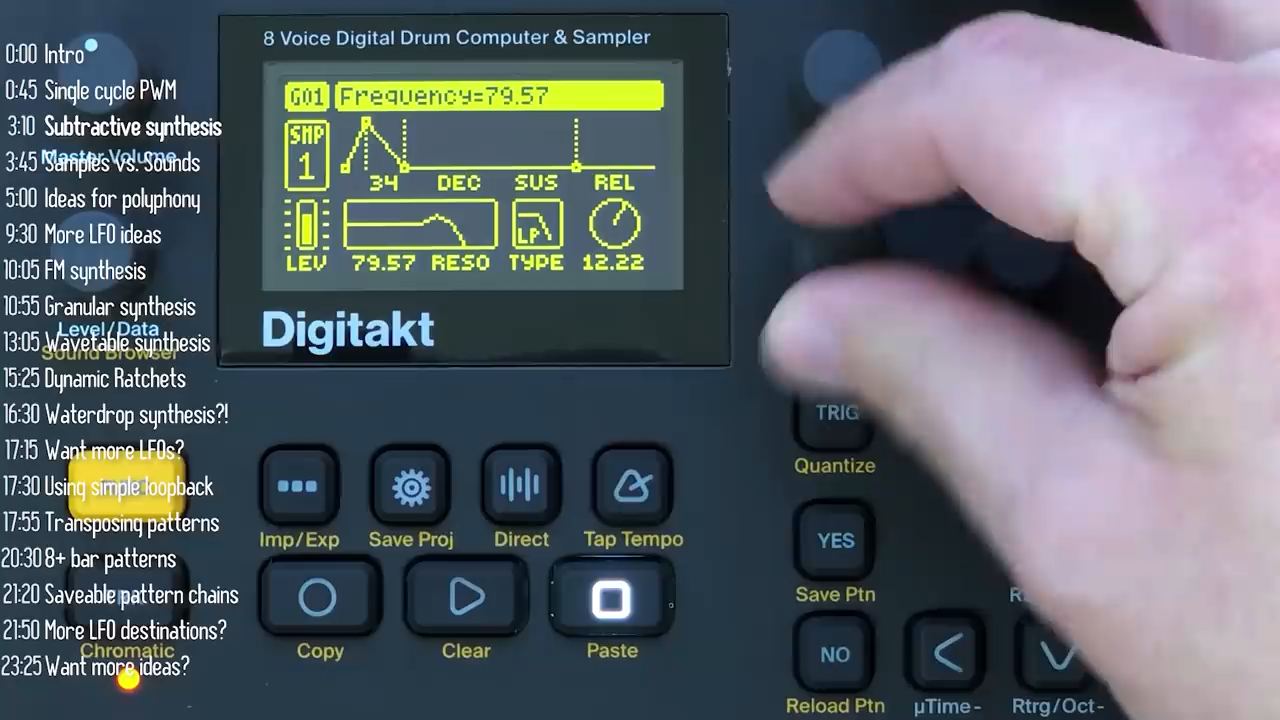 0:00 Intro
0:45 Single cycle PWM
3:10 Subtractive synthesis
3:45 Samples vs. Sounds
5:00 Ideas for polyphony
9:30 More LFO ideas
10:05 FM synthesis
10:55 Granular synthesis
13:05 Wavetable synthesis
15:25 Dynamic Ratchets
16:30 Waterdrop synthesis?!
17:15 Want more LFOs?
17:30 Using simple loopback
17:55 Transposing patterns
20:30 8+ bar patterns
21:20 Saveable pattern chains
21:50 More LFO destinations?
23:25 Want more ideas?
Master Volume
Level/Data
Sound Browser
Chromatic
8 Voice Digital Drum Computer & Sampler
G01 Frequency=79.57
SMP
1
34 DEC SUS REL
LP
LEV 79.57 RESO TYPE 12.22
Digitakt
Imp/Exp Save Proj Direct Tap Tempo
Copy Clear Paste
TRIG
Quantize
YES
Save Ptn
NO
Reload Ptn µTime- Rtrg/Oct-